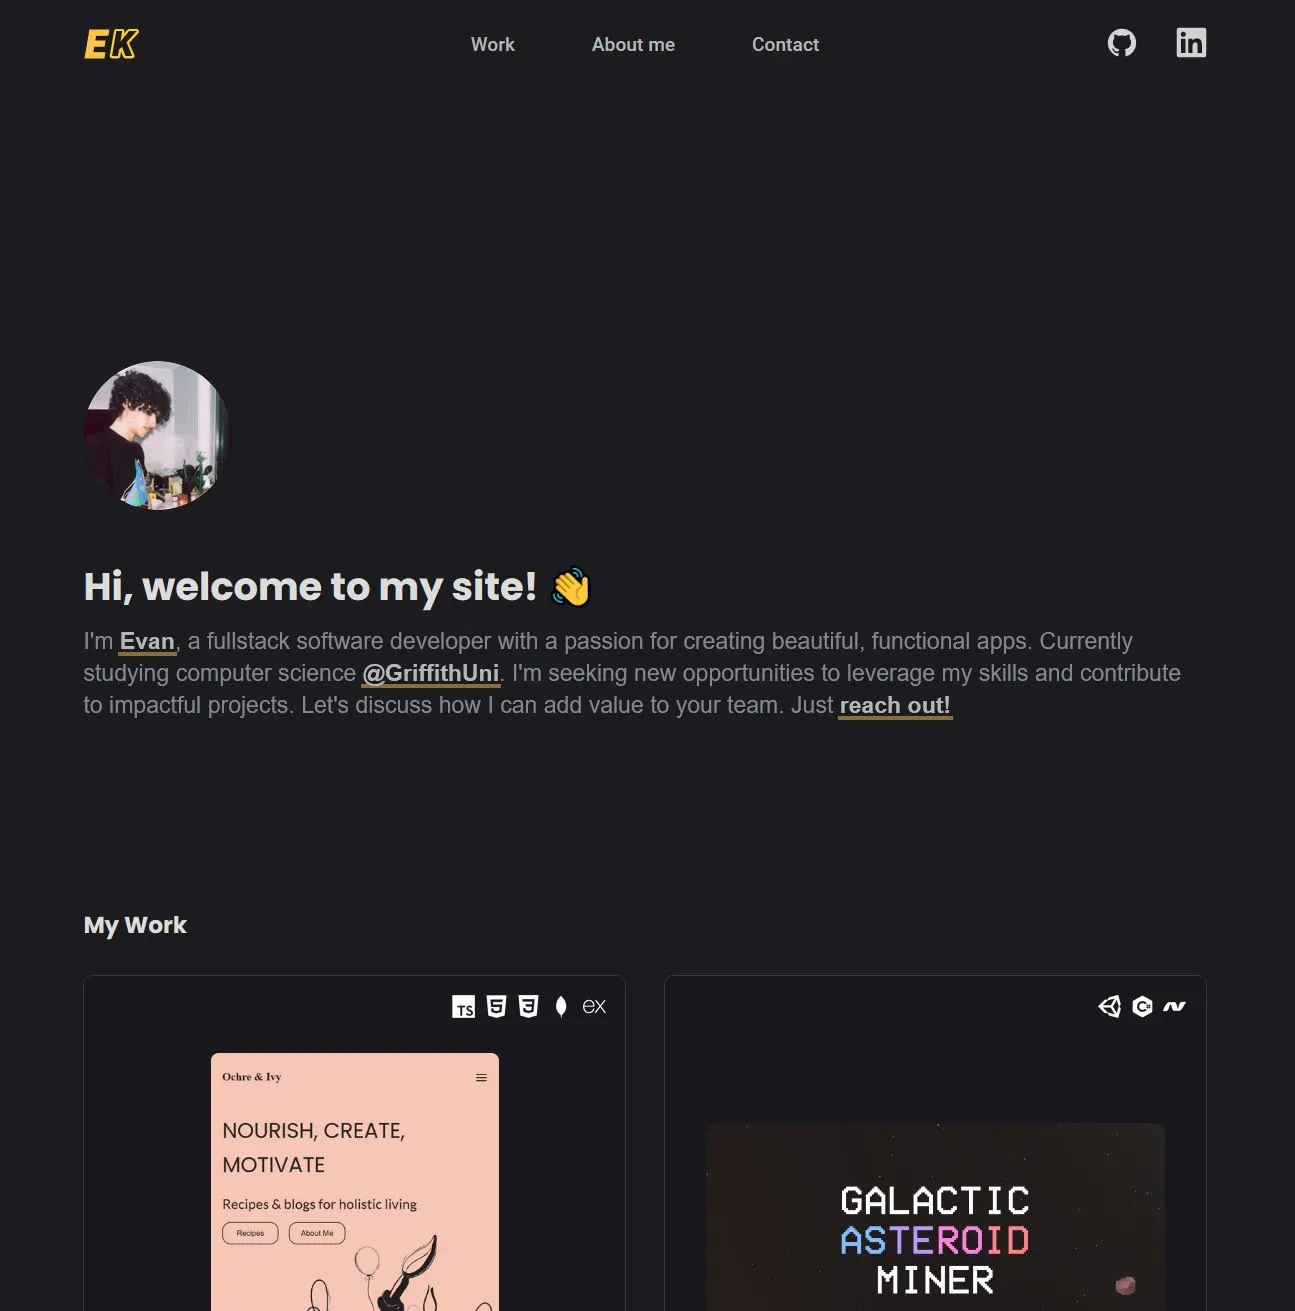 EK
Work
About me
Contact
Hi, welcome to my site! 👋
I'm Evan, a fullstack software developer with a passion for creating beautiful, functional apps. Currently
studying computer science @GriffithUni. I'm seeking new opportunities to leverage my skills and contribute
to impactful projects. Let's discuss how I can add value to your team. Just reach out!
My Work
TS 5 3 ex
Ochre & Ivy
NOURISH, CREATE,
MOTIVATE
Recipes & blogs for holistic living
Recipes
About Me
C#
GALACTIC
ASTEROID
MINER